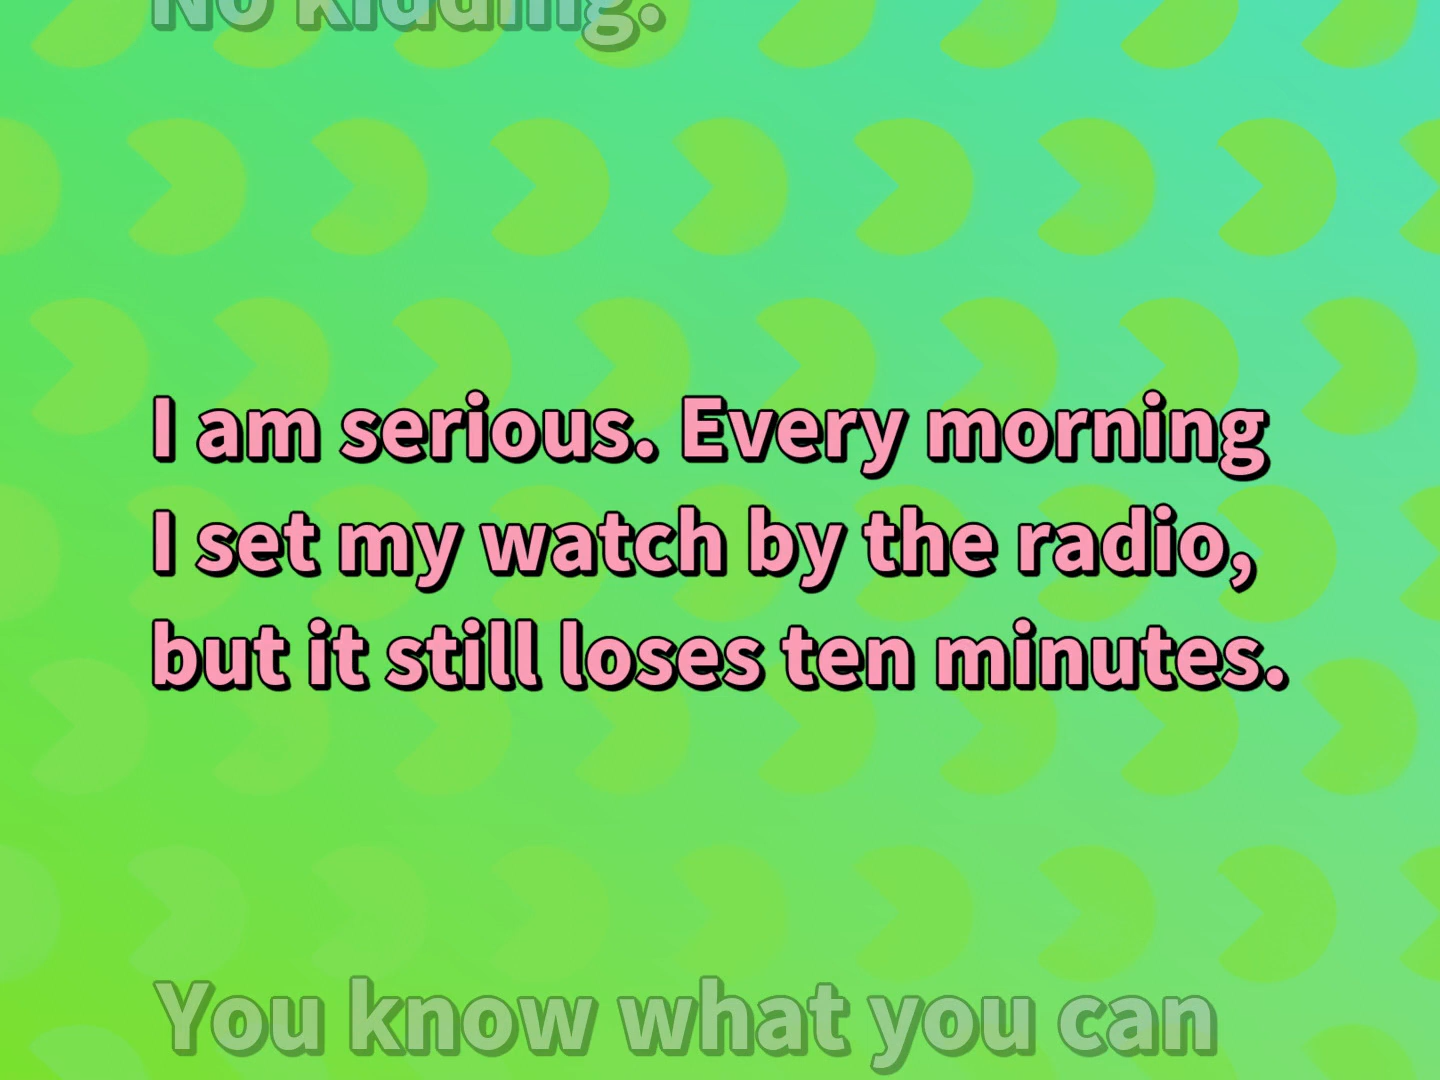 No kidding.
I am serious. Every morning
I set my watch by the radio,
but it still loses ten minutes.
You know what you can